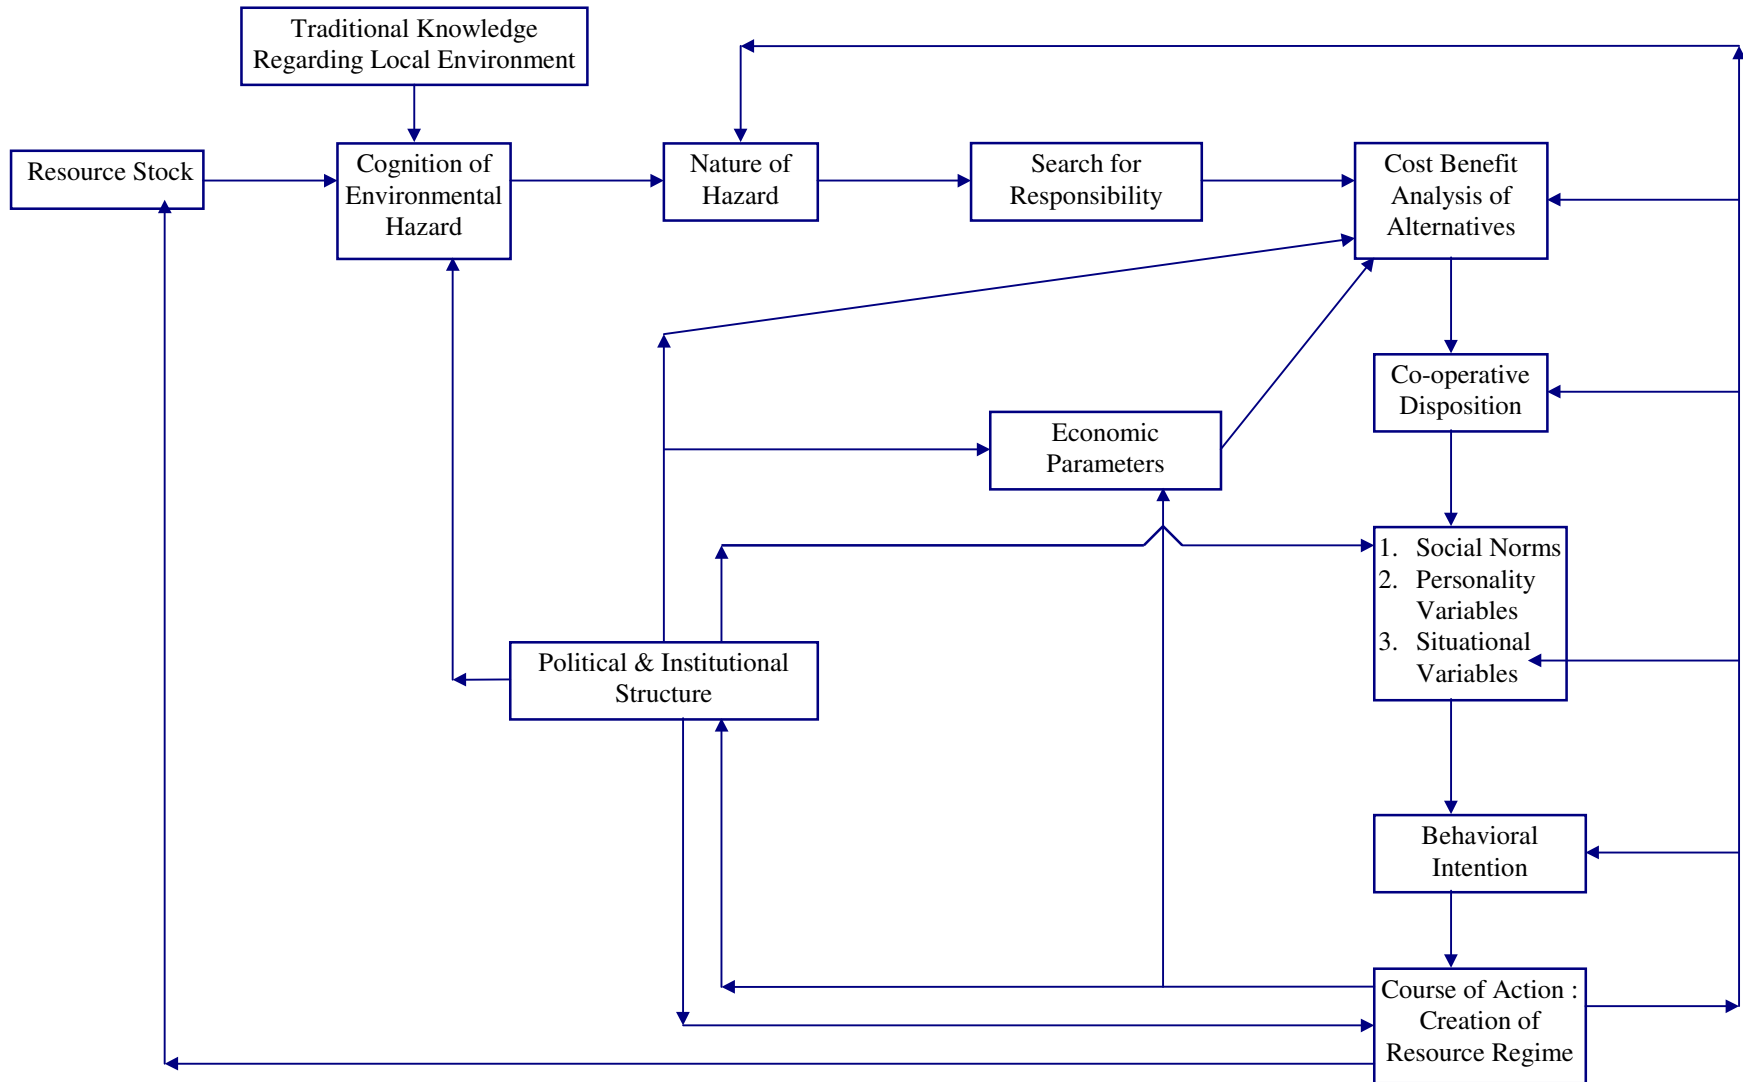 Traditional Knowledge
Regarding Local Environment
Resource Stock
Cognition of
Environmental
Hazard
Nature of
Hazard
Search for
Responsibility
Cost Benefit
Analysis of
Alternatives
Co-operative
Disposition
Economic
Parameters
1. Social Norms
2. Personality
Variables
3. Situational
Variables
Political & Institutional
Structure
Behavioral
Intention
Course of Action :
Creation of
Resource Regime